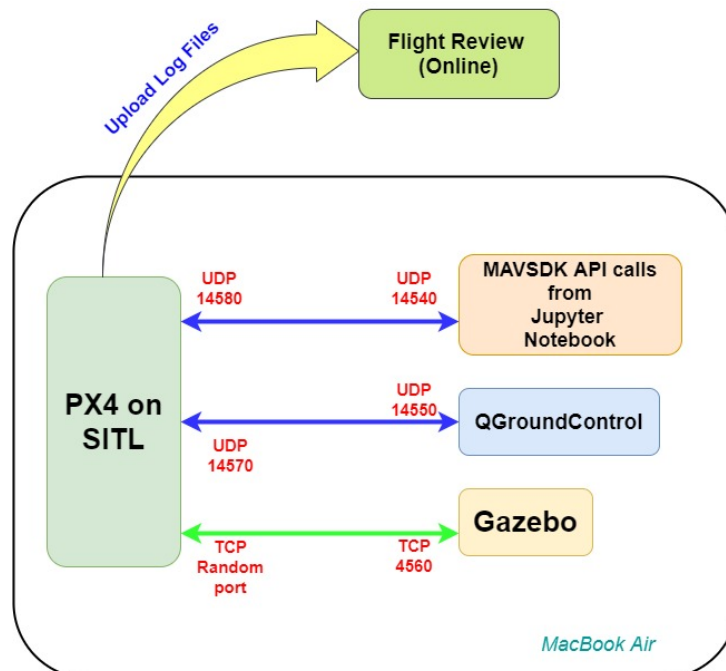 Flight Review
(Online)
Upload Log Files
UDP
14580
UDP
14540
MAVSDK API calls
from
Jupyter
Notebook
PX4 on
SITL
UDP
14550
QGroundControl
UDP
14570
Gazebo
TCP
Random
port
TCP
4560
MacBook Air